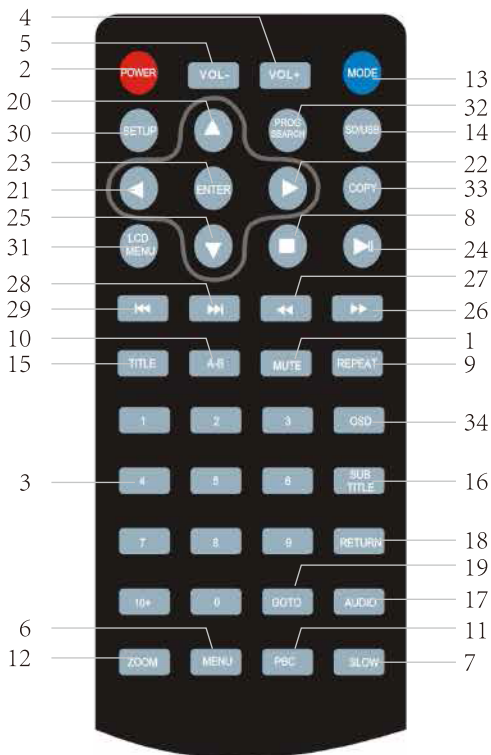 4
5
2 POWER VOL- VOL+ MODE 13
20 32
30 SETUP PROG SEARCH SD/USB 14
23 22
21 ENTER COPY 33
25 8
31 LCD MENU 24
28 27
29 26
10 1
15 TITLE A-B MUTE REPEAT 9
1 2 3 OSD 34
3 4 5 6 SUB TITLE 16
7 8 9 RETURN 18
19
10+ 0 GOTO AUDIO 17
6 11
12 ZOOM MENU PBC SLOW 7